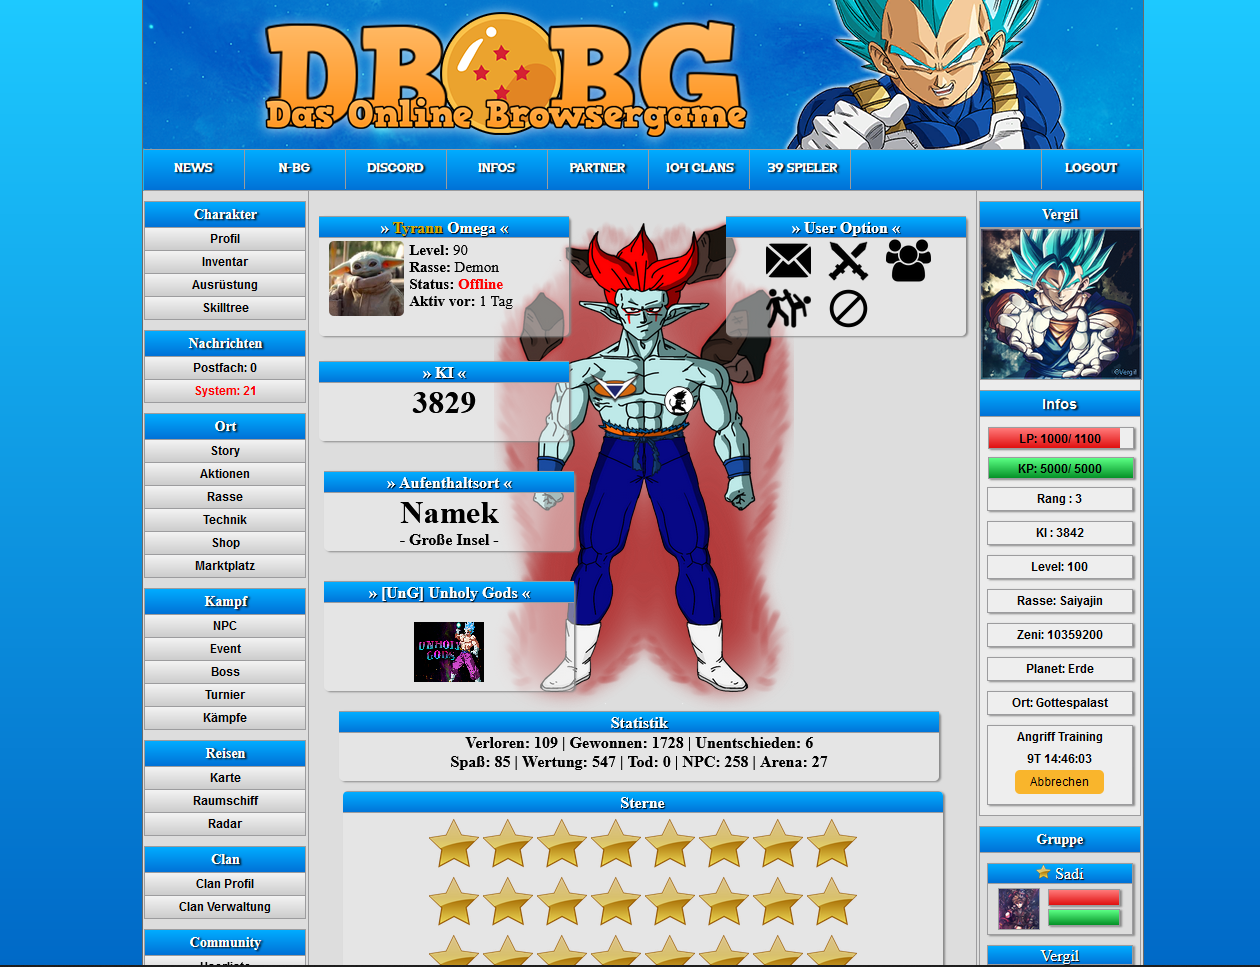 DBBG
Das Online Browsergame
NEWS
N-BG
DISCORD
INFOS
PARTNER
104 CLANS
39 SPIELER
LOGOUT
Charakter
Profil
Inventar
Ausrüstung
Skilltree
Nachrichten
Postfach: 0
System: 21
Ort
Story
Aktionen
Rasse
Technik
Shop
Marktplatz
Kampf
NPC
Event
Boss
Turnier
Kämpfe
Reisen
Karte
Raumschiff
Radar
Clan
Clan Profil
Clan Verwaltung
Community
» Tyrann Omega «
Level: 90
Rasse: Demon
Status: Offline
Aktiv vor: 1 Tag
» User Option «
» KI «
3829
» Aufenthaltsort «
Namek
- Große Insel -
» [UnG] Unholy Gods «
UNHOLY
GODS
Statistik
Verloren: 109 | Gewonnen: 1728 | Unentschieden: 6
Spaß: 85 | Wertung: 547 | Tod: 0 | NPC: 258 | Arena: 27
Sterne
Vergil
©Vergil
Infos
LP: 1000/ 1100
KP: 5000/ 5000
Rang : 3
KI : 3842
Level: 100
Rasse: Saiyajin
Zeni: 10359200
Planet: Erde
Ort: Gottespalast
Angriff Training
9T 14:46:03
Abbrechen
Gruppe
Sadi
Vergil